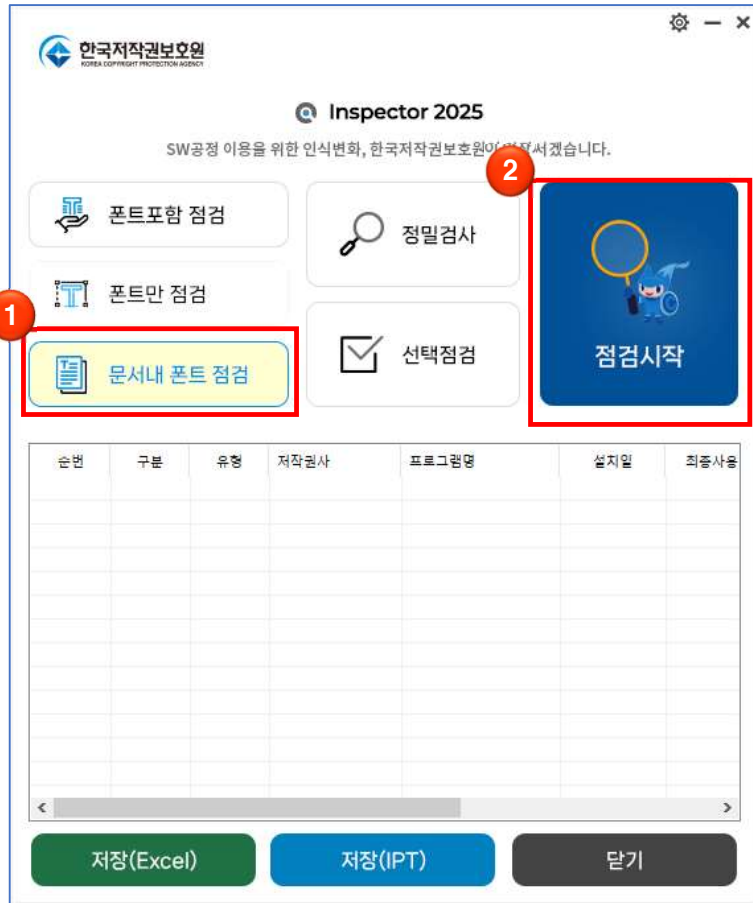 한국저작권보호원
KOREA COPYRIGHT PROTECTION AGENCY
Inspector 2025
SW공정 이용을 위한 인식변화, 한국저작권보호원이 서겠습니다.
2
폰트포함 점검
정밀검사
폰트만 점검
1
선택점검
점검시작
문서내 폰트 점검
순번 구분 유형 저작권사 프로그램명 설치일 최종사용
저장(Excel) 저장(IPT) 닫기